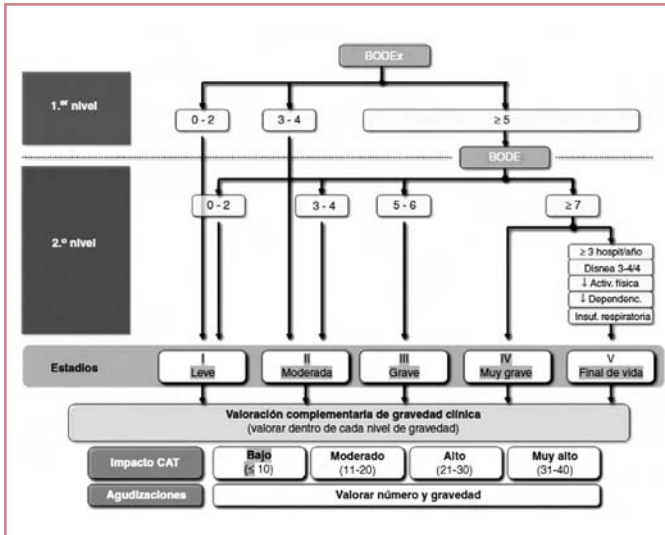 BODEx
1.er nivel
0 - 2
3 - 4
≥ 5
BODE
2.º nivel
0 - 2
3 - 4
5 - 6
≥ 7
≥ 3 hospit/año
Disnea 3-4/4
↓ Activ. física
↓ Dependenc.
Insuf. respiratoria
Estadios
I
Leve
II
Moderada
III
Grave
IV
Muy grave
V
Final de vida
Valoración complementaria de gravedad clínica
(valorar dentro de cada nivel de gravedad)
Impacto CAT
Bajo
(≤ 10)
Moderado
(11-20)
Alto
(21-30)
Muy alto
(31-40)
Agudizaciones
Valorar número y gravedad